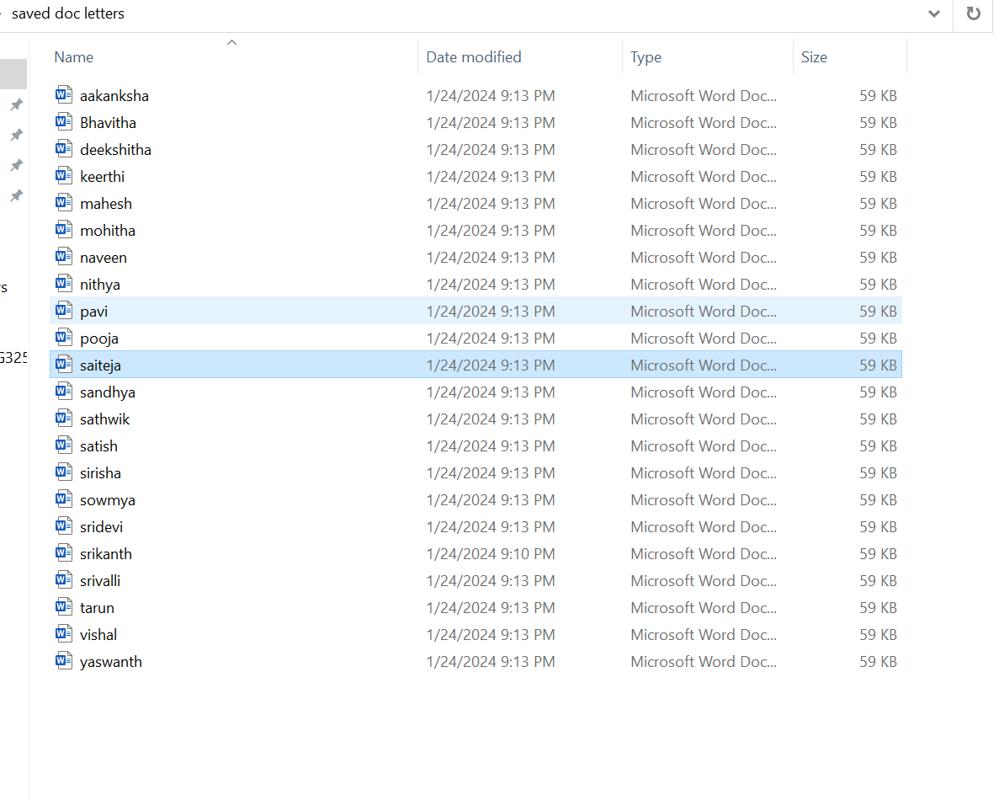 saved doc letters
Name Date modified Type Size
aakanksha 1/24/2024 9:13 PM Microsoft Word Doc... 59 KB
Bhavitha 1/24/2024 9:13 PM Microsoft Word Doc... 59 KB
deekshitha 1/24/2024 9:13 PM Microsoft Word Doc... 59 KB
keerthi 1/24/2024 9:13 PM Microsoft Word Doc... 59 KB
mahesh 1/24/2024 9:13 PM Microsoft Word Doc... 59 KB
mohitha 1/24/2024 9:13 PM Microsoft Word Doc... 59 KB
naveen 1/24/2024 9:13 PM Microsoft Word Doc... 59 KB
nithya 1/24/2024 9:13 PM Microsoft Word Doc... 59 KB
pavi 1/24/2024 9:13 PM Microsoft Word Doc... 59 KB
pooja 1/24/2024 9:13 PM Microsoft Word Doc... 59 KB
saiteja 1/24/2024 9:13 PM Microsoft Word Doc... 59 KB
sandhya 1/24/2024 9:13 PM Microsoft Word Doc... 59 KB
sathwik 1/24/2024 9:13 PM Microsoft Word Doc... 59 KB
satish 1/24/2024 9:13 PM Microsoft Word Doc... 59 KB
sirisha 1/24/2024 9:13 PM Microsoft Word Doc... 59 KB
sowmya 1/24/2024 9:13 PM Microsoft Word Doc... 59 KB
sridevi 1/24/2024 9:13 PM Microsoft Word Doc... 59 KB
srikanth 1/24/2024 9:10 PM Microsoft Word Doc... 59 KB
srivalli 1/24/2024 9:13 PM Microsoft Word Doc... 59 KB
tarun 1/24/2024 9:13 PM Microsoft Word Doc... 59 KB
vishal 1/24/2024 9:13 PM Microsoft Word Doc... 59 KB
yaswanth 1/24/2024 9:13 PM Microsoft Word Doc... 59 KB